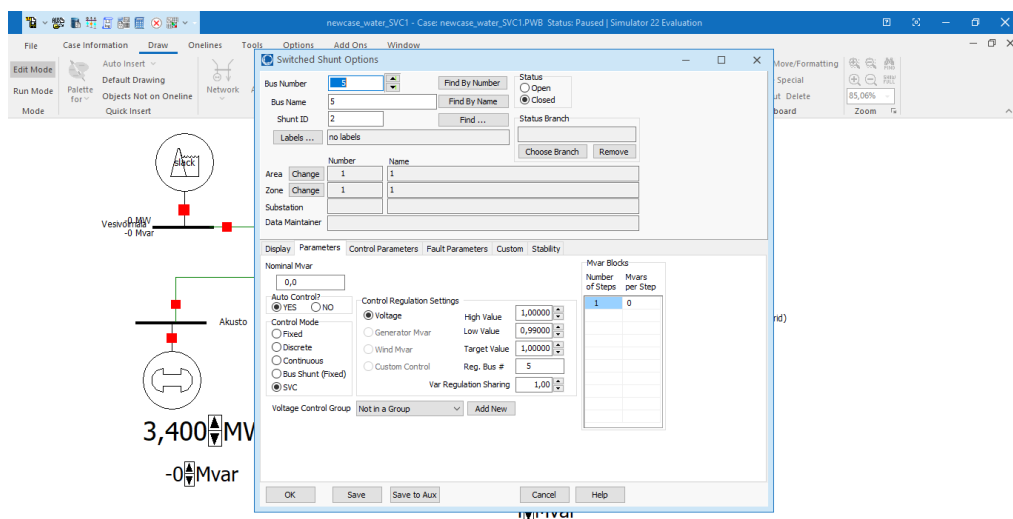 newcase_water_SVC1 - Case: newcase_water_SVC1.PWB Status: Paused | Simulator 22 Evaluation
File Case Information Draw Onelines Tools Options Add Ons Window
Edit Mode
Run Mode
Mode
Palette for
Auto Insert
Default Drawing
Objects Not on Oneline
Quick Insert
Network
Move/Formatting
Special
ut Delete
board
85,06%
Zoom
slack
Vesivoimala
-0 MW
-0 Mvar
Akusto
3,400 MW
-0 Mvar
rid)
Mvar
Switched Shunt Options
Bus Number 5 Find By Number
Bus Name 5 Find By Name
Shunt ID 2 Find ...
Labels ... no labels
Status
Open
Closed
Status Branch
Choose Branch Remove
Number Name
Area Change 1 1
Zone Change 1 1
Substation
Data Maintainer
Display Parameters Control Parameters Fault Parameters Custom Stability
Nominal Mvar
0,0
Auto Control?
YES NO
Control Mode
Fixed
Discrete
Continuous
Bus Shunt (Fixed)
SVC
Control Regulation Settings
Voltage
Generator Mvar
Wind Mvar
Custom Control
High Value 1,00000
Low Value 0,99000
Target Value 1,00000
Reg. Bus # 5
Var Regulation Sharing 1,00
Voltage Control Group Not in a Group Add New
Mvar Blocks
Number of Steps Mvars per Step
1 0
OK Save Save to Aux Cancel Help